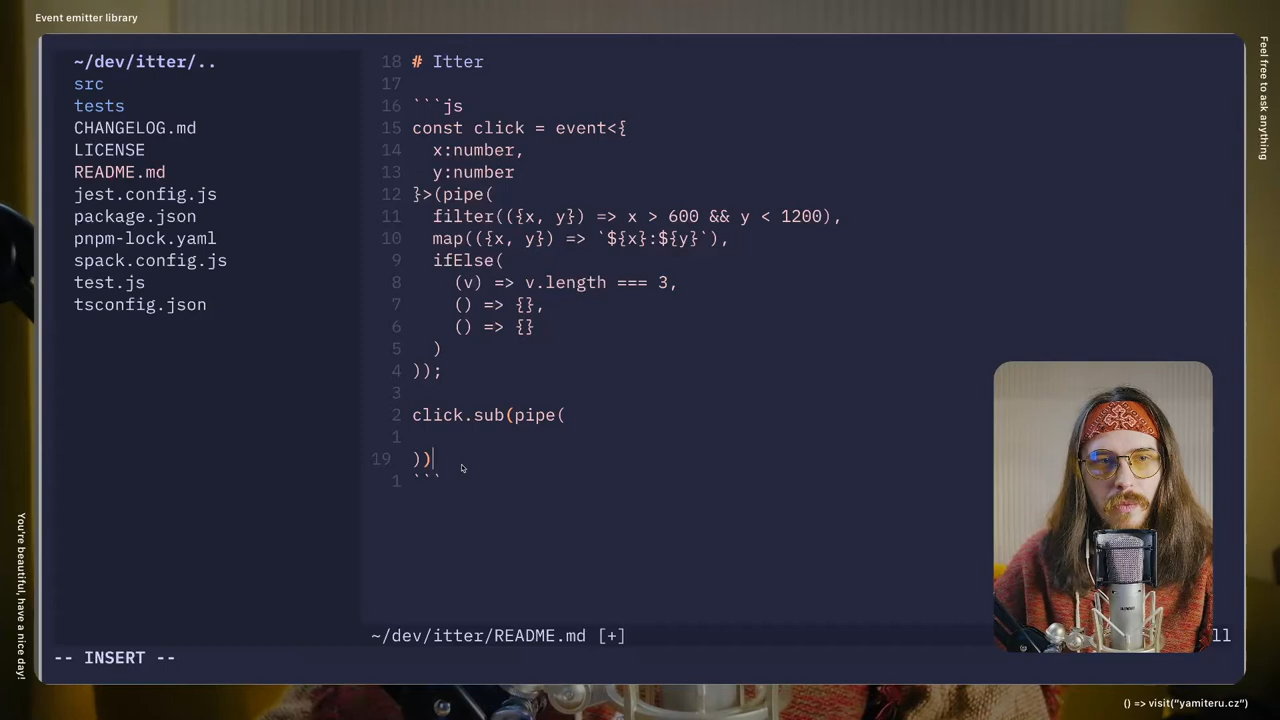 Event emitter library
~/dev/itter/..
src
tests
CHANGELOG.md
LICENSE
README.md
jest.config.js
package.json
pnpm-lock.yaml
spack.config.js
test.js
tsconfig.json
18 # Itter
17
16 ```js
15 const click = event<{
14   x:number,
13   y:number
12 }>(pipe(
11   filter(({x, y}) => x > 600 && y < 1200),
10   map(({x, y}) => `${x}:${y}`),
9   ifElse(
8     (v) => v.length === 3,
7     () => {},
6     () => {}
5   )
4 ));
3
2 click.sub(pipe(
1
19 ))
1 ```
~/dev/itter/README.md [+]
ll
-- INSERT --
Feel free to ask anything
You're beautiful, have a nice day!
() => visit("yamiteru.cz")